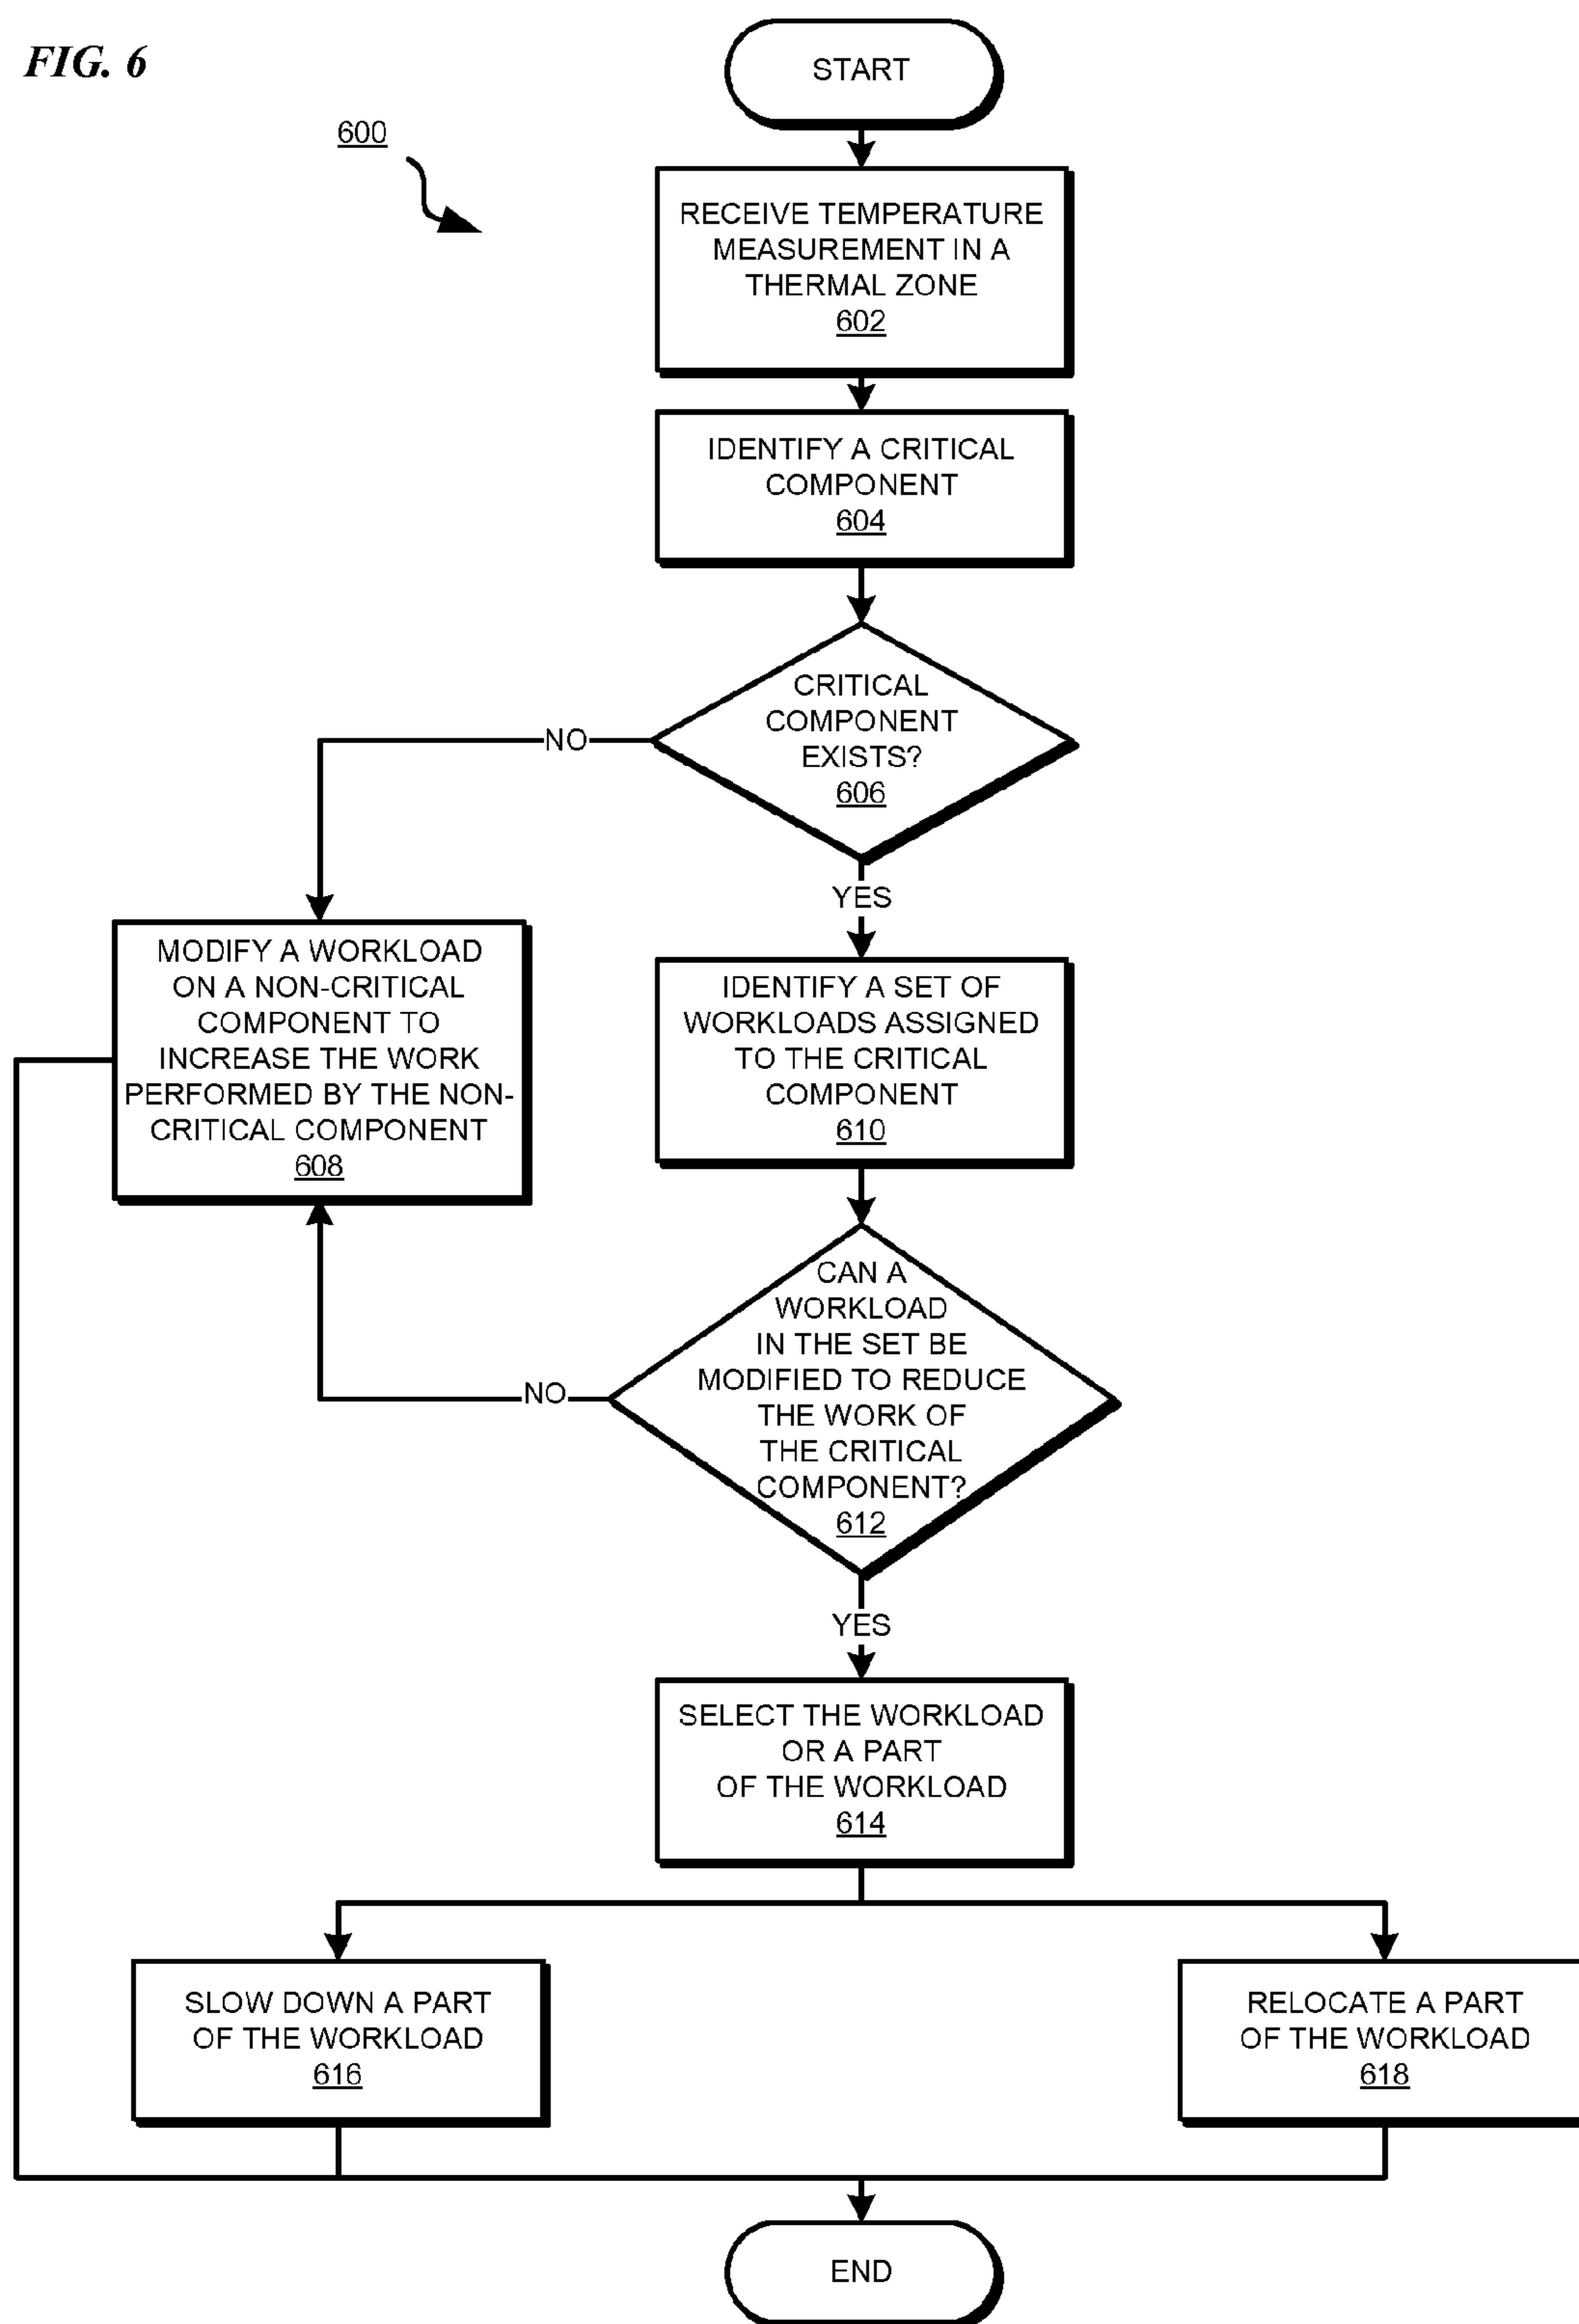 FIG. 6
600
START
RECEIVE TEMPERATURE
MEASUREMENT IN A
THERMAL ZONE
602
IDENTIFY A CRITICAL
COMPONENT
604
CRITICAL
COMPONENT
EXISTS?
606
NO
YES
MODIFY A WORKLOAD
ON A NON-CRITICAL
COMPONENT TO
INCREASE THE WORK
PERFORMED BY THE NON-
CRITICAL COMPONENT
608
IDENTIFY A SET OF
WORKLOADS ASSIGNED
TO THE CRITICAL
COMPONENT
610
CAN A
WORKLOAD
IN THE SET BE
MODIFIED TO REDUCE
THE WORK OF
THE CRITICAL
COMPONENT?
612
NO
YES
SELECT THE WORKLOAD
OR A PART
OF THE WORKLOAD
614
SLOW DOWN A PART
OF THE WORKLOAD
616
RELOCATE A PART
OF THE WORKLOAD
618
END